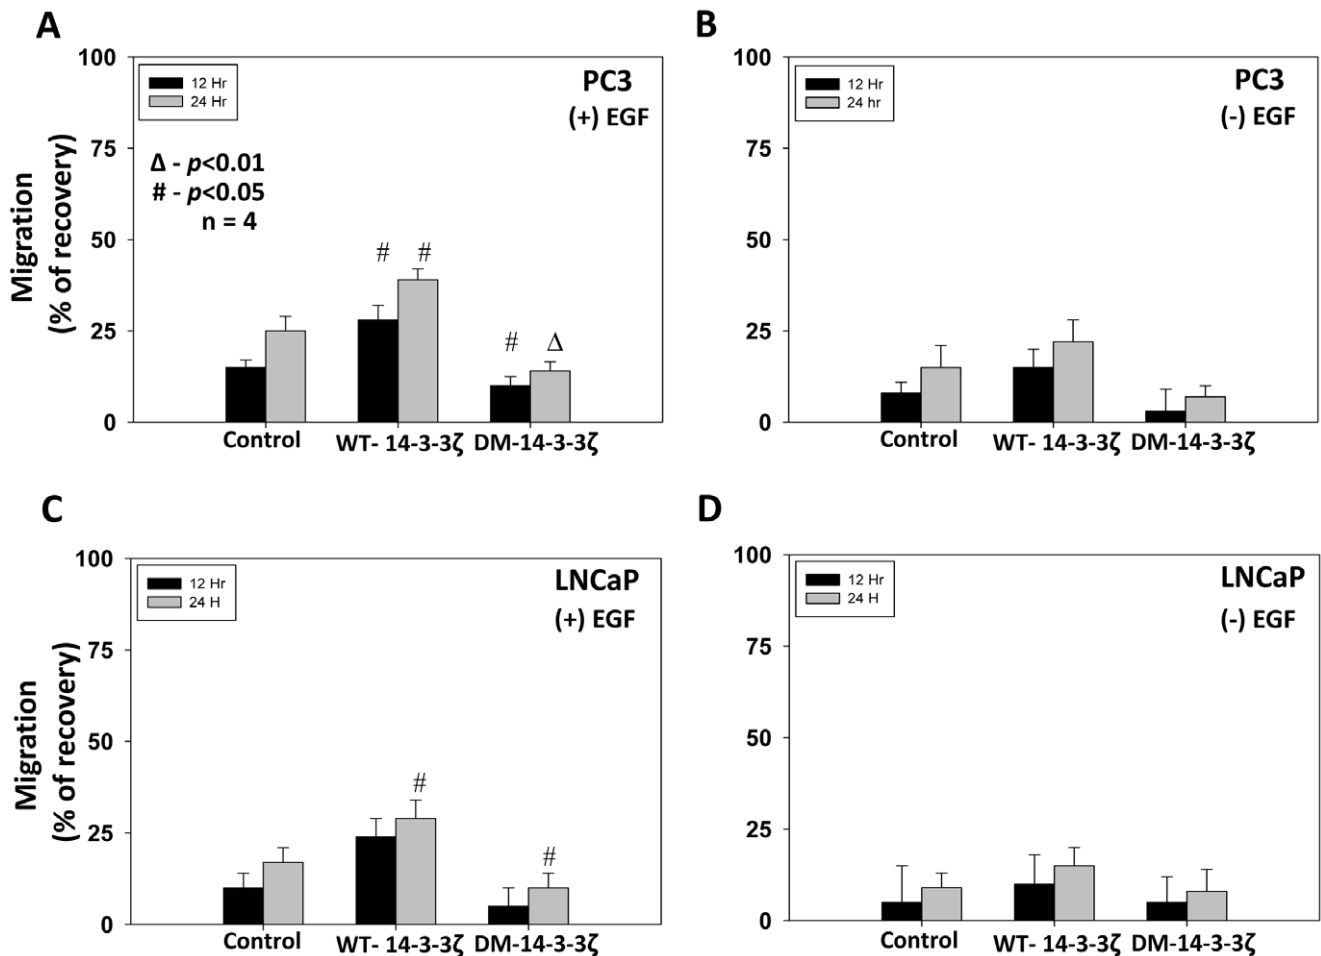 A
Migration
(% of recovery)
100
75
50
25
0
12 Hr
24 Hr
PC3
(+) EGF
Δ - p<0.01
# - p<0.05
n = 4
# #
# Δ
Control WT- 14-3-3ζ DM-14-3-3ζ
B
100
75
50
25
0
12 Hr
24 hr
PC3
(-) EGF
Control WT- 14-3-3ζ DM-14-3-3ζ
C
Migration
(% of recovery)
100
75
50
25
0
12 Hr
24 H
LNCaP
(+) EGF
#
#
Control WT- 14-3-3ζ DM-14-3-3ζ
D
100
75
50
25
0
12 Hr
24 H
LNCaP
(-) EGF
Control WT- 14-3-3ζ DM-14-3-3ζ